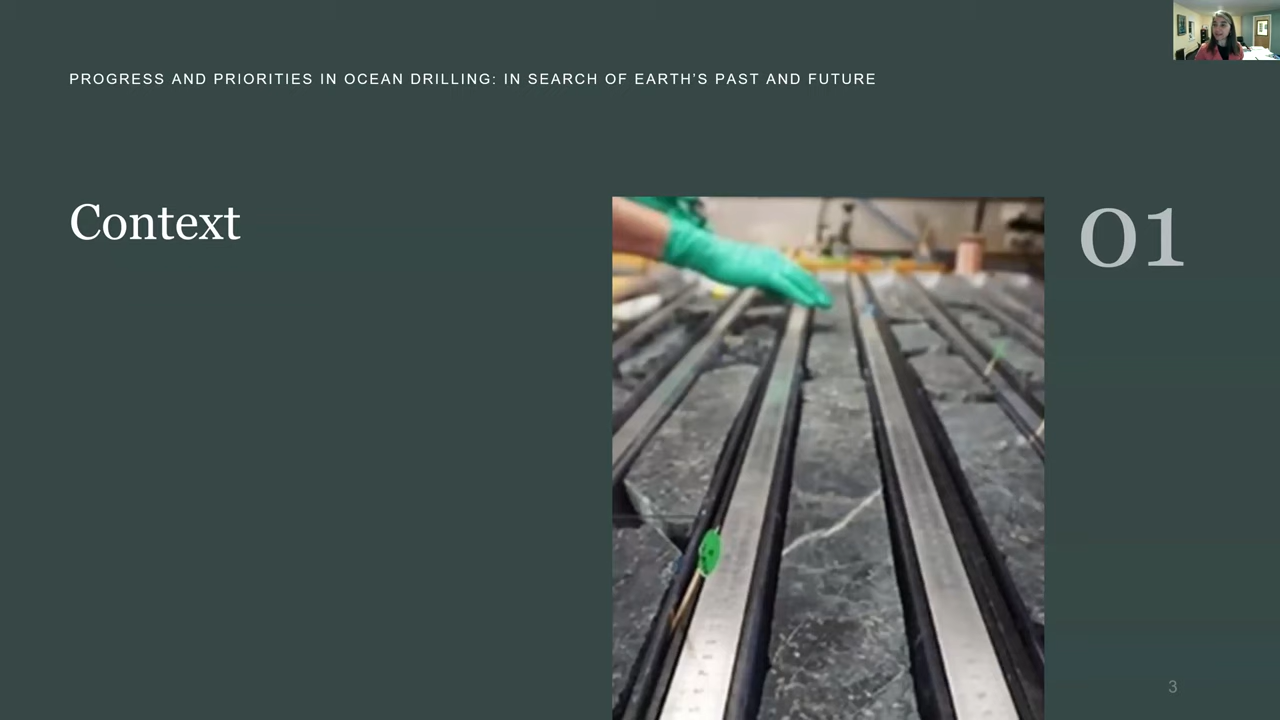 PROGRESS AND PRIORITIES IN OCEAN DRILLING: IN SEARCH OF EARTH’S PAST AND FUTURE
Context
01
3